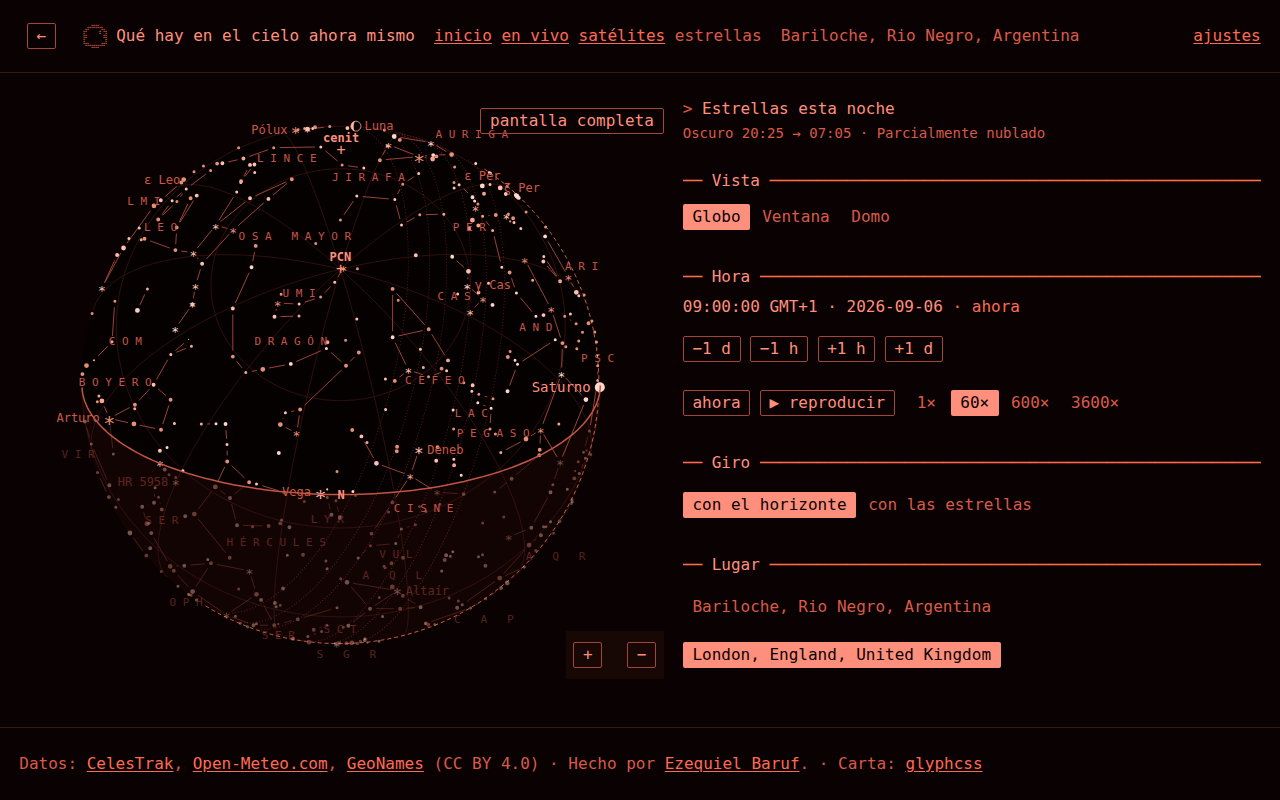 ← Qué hay en el cielo ahora mismo inicio en vivo satélites estrellas Bariloche, Rio Negro, Argentina ajustes
pantalla completa
Pólux
Luna
cenit
AURIGA
LINCE
JIRAFA
ε Per
ξ Per
ε Leo
LMI
LEO
OSA MAYOR
PER
PCN
ARI
UMI
CAS
γ Cas
COM
DRAGÓN
AND
PSC
BOYERO
CEFEO
Saturno
Arturo
LAC
PEGASO
VIR
Deneb
HR 5958
Vega
N
CISNE
SER
LYR
HÉRCULES
VUL
AQR
AQL
Altaír
OPH
CAP
SER
SCT
SGR
+ −
> Estrellas esta noche
Oscuro 20:25 → 07:05 · Parcialmente nublado
Vista
Globo Ventana Domo
Hora
09:00:00 GMT+1 · 2026-09-06 · ahora
−1 d −1 h +1 h +1 d
ahora ▶ reproducir 1× 60× 600× 3600×
Giro
con el horizonte con las estrellas
Lugar
Bariloche, Rio Negro, Argentina
London, England, United Kingdom
Datos: CelesTrak, Open-Meteo.com, GeoNames (CC BY 4.0) · Hecho por Ezequiel Baruf. · Carta: glyphcss